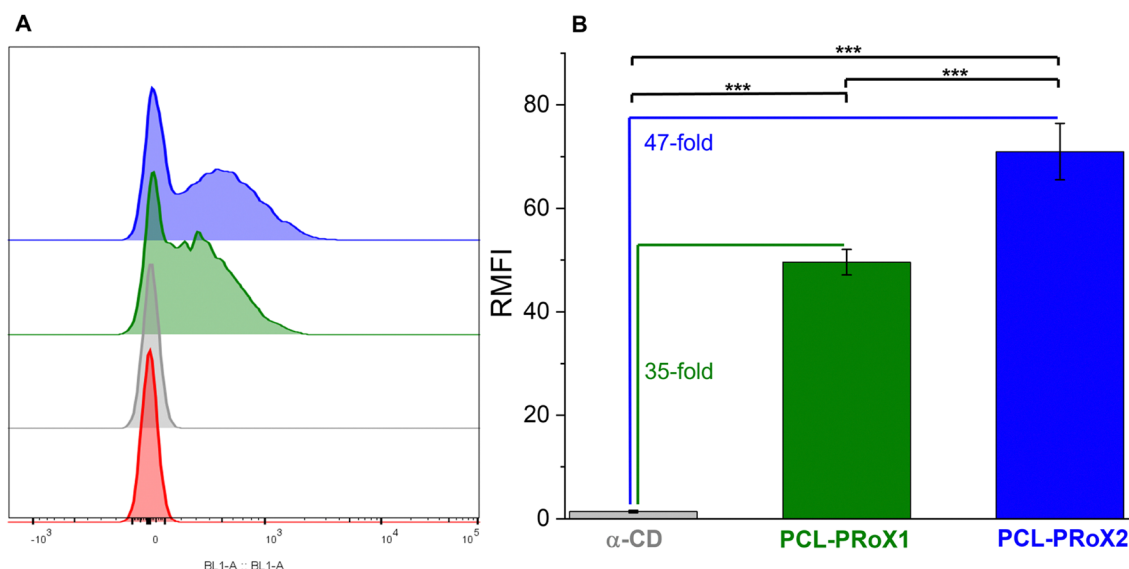 A
B
***
***
***
80
60
40
20
0
RMFI
47-fold
35-fold
α-CD
PCL-PRoX1
PCL-PRoX2
-10³
0
10³
10⁴
10⁵
BL1-A :: BL1-A